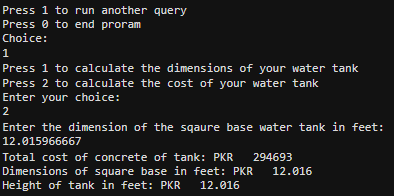 Press 1 to run another query
Press 0 to end proram
Choice:
1
Press 1 to calculate the dimensions of your water tank
Press 2 to calculate the cost of your water tank
Enter your choice:
2
Enter the dimension of the sqaure base water tank in feet:
12.015966667
Total cost of concrete of tank: PKR   294693
Dimensions of square base in feet: PKR   12.016
Height of tank in feet: PKR   12.016